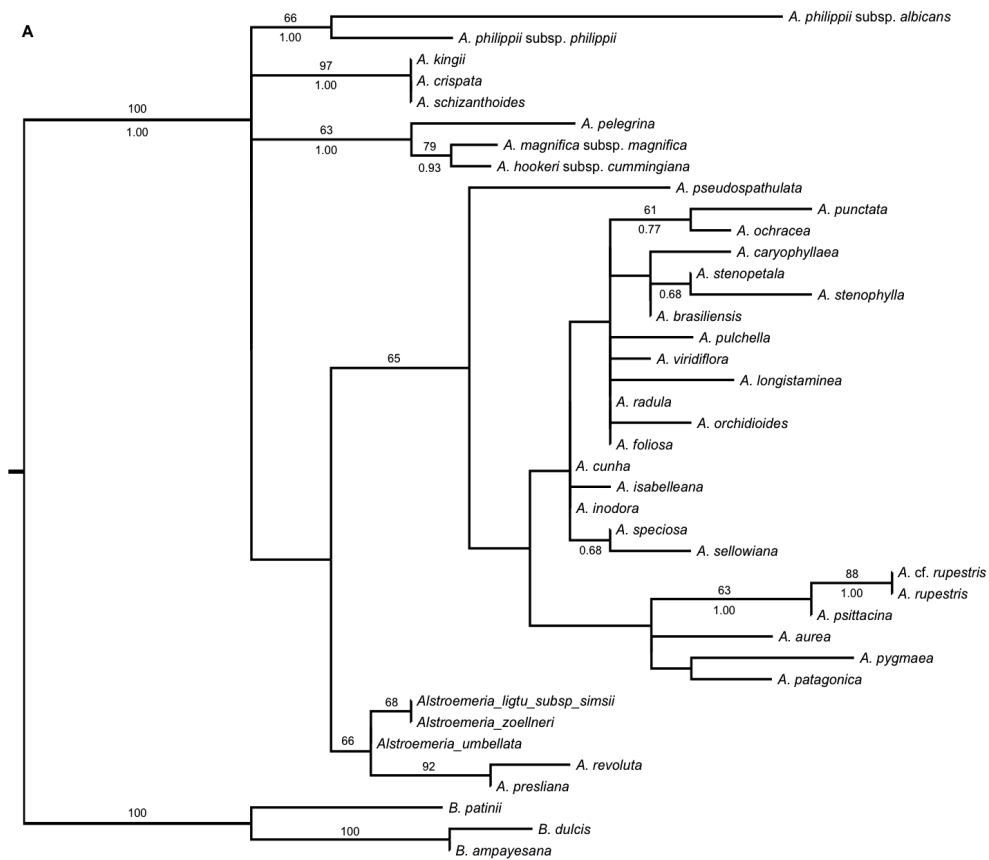 A
66
1.00
A. philippii subsp. albicans
A. philippii subsp. philippii
A. kingii
97
1.00
A. crispata
A. schizanthoides
100
1.00
A. pelegrina
63
1.00
79
0.93
A. magnifica subsp. magnifica
A. hookeri subsp. cummingiana
A. pseudospathulata
61
0.77
A. punctata
A. ochracea
A. caryophyllaea
A. stenopetala
0.68
A. stenophylla
A. brasiliensis
A. pulchella
65
A. viridiflora
A. longistaminea
A. radula
A. orchidioides
A. foliosa
A. cunha
A. isabelleana
A. inodora
A. speciosa
0.68
A. sellowiana
88
1.00
A. cf. rupestris
A. rupestris
63
1.00
A. psittacina
A. aurea
A. pygmaea
A. patagonica
68
Alstroemeria_ligtu_subsp_simsii
Alstroemeria_zoellneri
66
Alstroemeria_umbellata
92
A. revoluta
A. presliana
100
B. patinii
100
B. dulcis
B. ampayesana